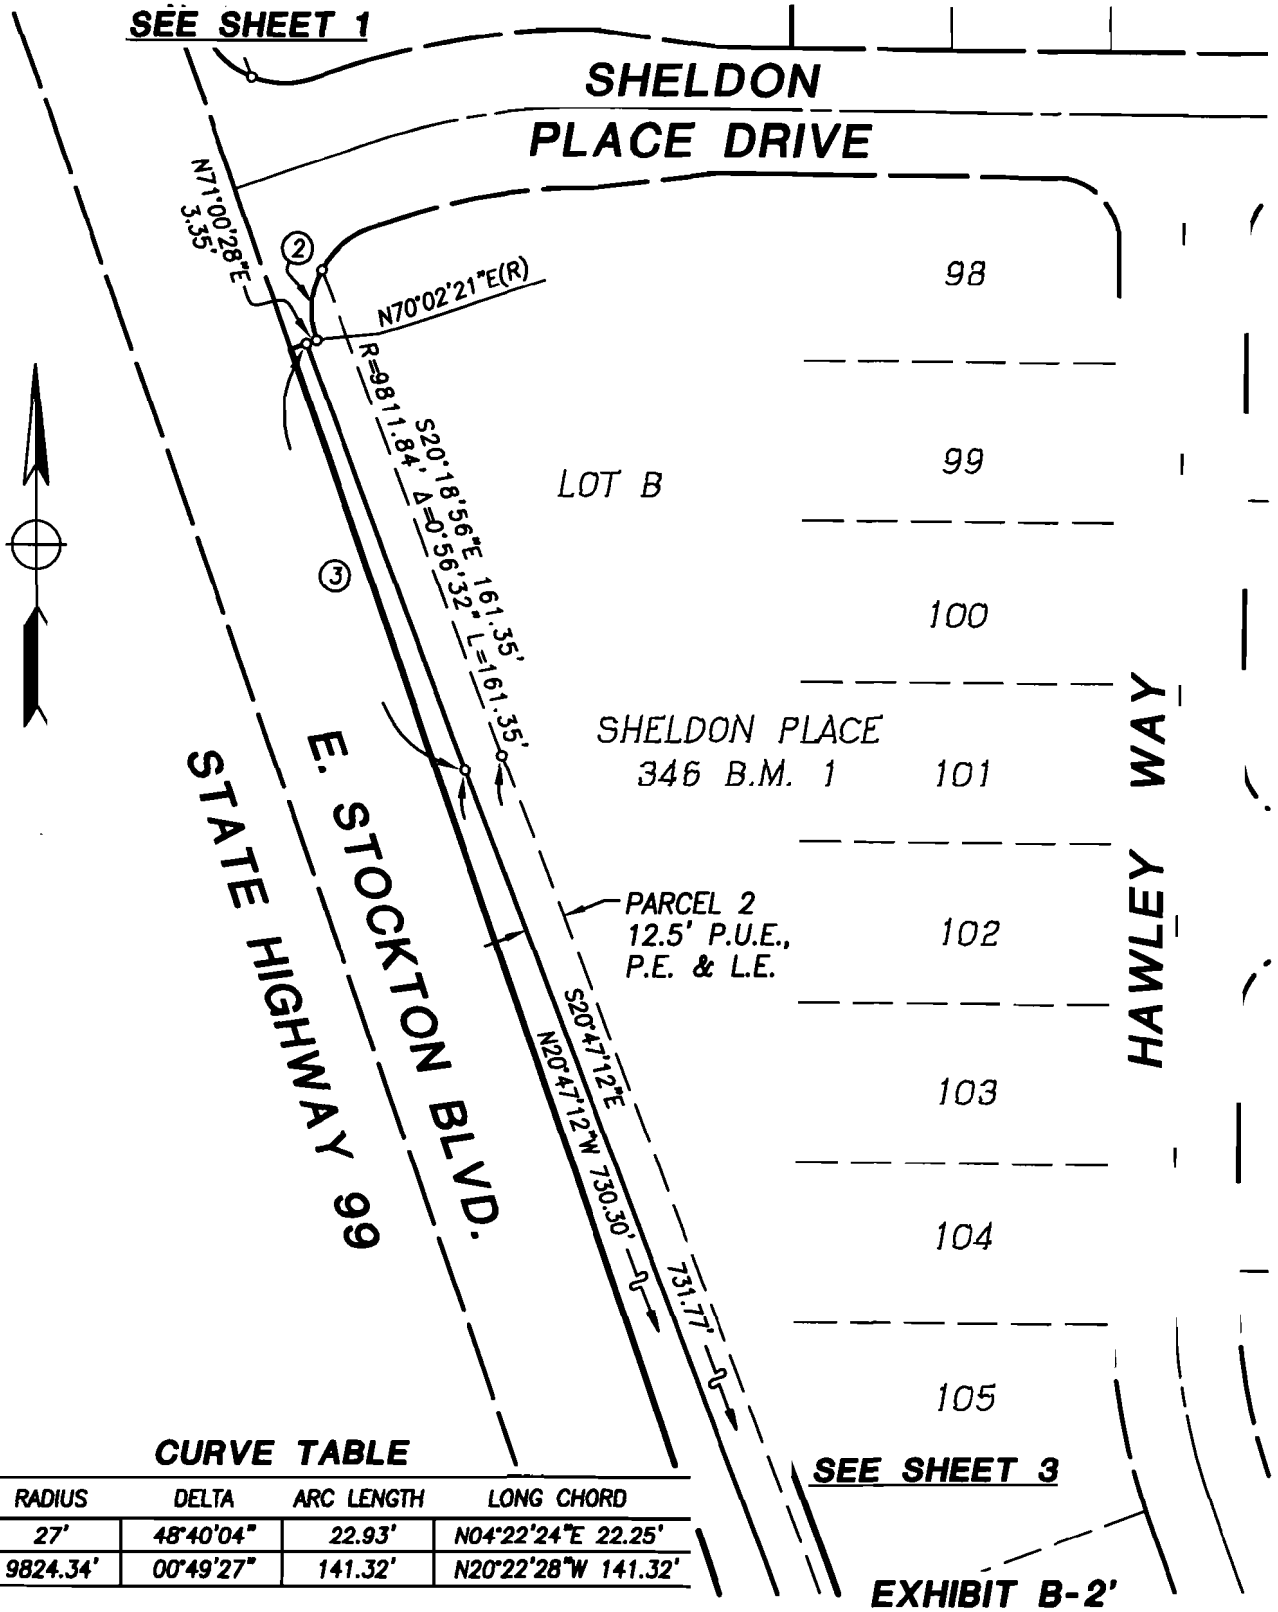 SEE SHEET 1
SHELDON
PLACE DRIVE
N71°00'28"E
3.35'
2
N70°02'21"E(R)
98
S20°18'56"E 161.35'
R=9811.84' Δ=0°56'32" L=161.35'
LOT B
99
3
100
SHELDON PLACE
346 B.M. 1
101
HAWLEY WAY
E. STOCKTON BLVD.
STATE HIGHWAY 99
PARCEL 2
12.5' P.U.E.,
P.E. & L.E.
102
S20°47'12"E
731.77'
N20°47'12"W 730.30'
103
104
105
CURVE TABLE
RADIUS DELTA ARC LENGTH LONG CHORD
27' 48°40'04" 22.93' N04°22'24"E 22.25'
9824.34' 00°49'27" 141.32' N20°22'28"W 141.32'
SEE SHEET 3
EXHIBIT B-2'